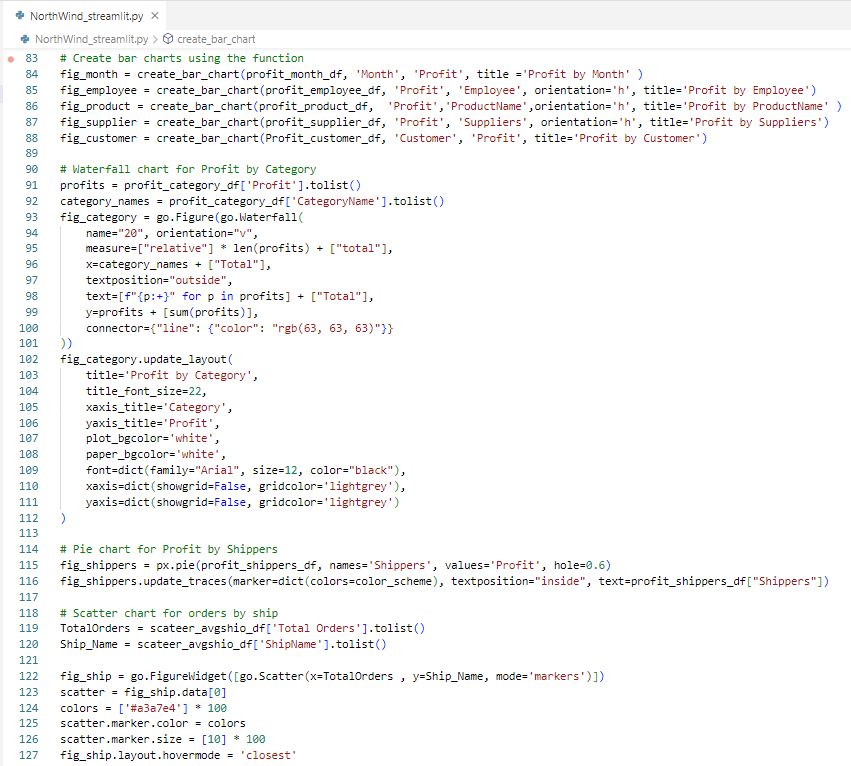 NorthWind_streamlit.py ×
NorthWind_streamlit.py > create_bar_chart
83 # Create bar charts using the function
84 fig_month = create_bar_chart(profit_month_df, 'Month', 'Profit', title ='Profit by Month' )
85 fig_employee = create_bar_chart(profit_employee_df, 'Profit', 'Employee', orientation='h', title='Profit by Employee')
86 fig_product = create_bar_chart(profit_product_df,  'Profit','ProductName',orientation='h', title='Profit by ProductName' )
87 fig_supplier = create_bar_chart(profit_supplier_df, 'Profit', 'Suppliers', orientation='h', title='Profit by Suppliers')
88 fig_customer = create_bar_chart(Profit_customer_df, 'Customer', 'Profit', title='Profit by Customer')
89
90 # Waterfall chart for Profit by Category
91 profits = profit_category_df['Profit'].tolist()
92 category_names = profit_category_df['CategoryName'].tolist()
93 fig_category = go.Figure(go.Waterfall(
94     name="20", orientation="v",
95     measure=["relative"] * len(profits) + ["total"],
96     x=category_names + ["Total"],
97     textposition="outside",
98     text=[f"{p:+}" for p in profits] + ["Total"],
99     y=profits + [sum(profits)],
100     connector={"line": {"color": "rgb(63, 63, 63)"}}
101 ))
102 fig_category.update_layout(
103     title='Profit by Category',
104     title_font_size=22,
105     xaxis_title='Category',
106     yaxis_title='Profit',
107     plot_bgcolor='white',
108     paper_bgcolor='white',
109     font=dict(family="Arial", size=12, color="black"),
110     xaxis=dict(showgrid=False, gridcolor='lightgrey'),
111     yaxis=dict(showgrid=False, gridcolor='lightgrey')
112 )
113
114 # Pie chart for Profit by Shippers
115 fig_shippers = px.pie(profit_shippers_df, names='Shippers', values='Profit', hole=0.6)
116 fig_shippers.update_traces(marker=dict(colors=color_scheme), textposition="inside", text=profit_shippers_df["Shippers"])
117
118 # Scatter chart for orders by ship
119 TotalOrders = scateer_avgshio_df['Total Orders'].tolist()
120 Ship_Name = scateer_avgshio_df['ShipName'].tolist()
121
122 fig_ship = go.FigureWidget([go.Scatter(x=TotalOrders , y=Ship_Name, mode='markers')])
123 scatter = fig_ship.data[0]
124 colors = ['#a3a7e4'] * 100
125 scatter.marker.color = colors
126 scatter.marker.size = [10] * 100
127 fig_ship.layout.hovermode = 'closest'